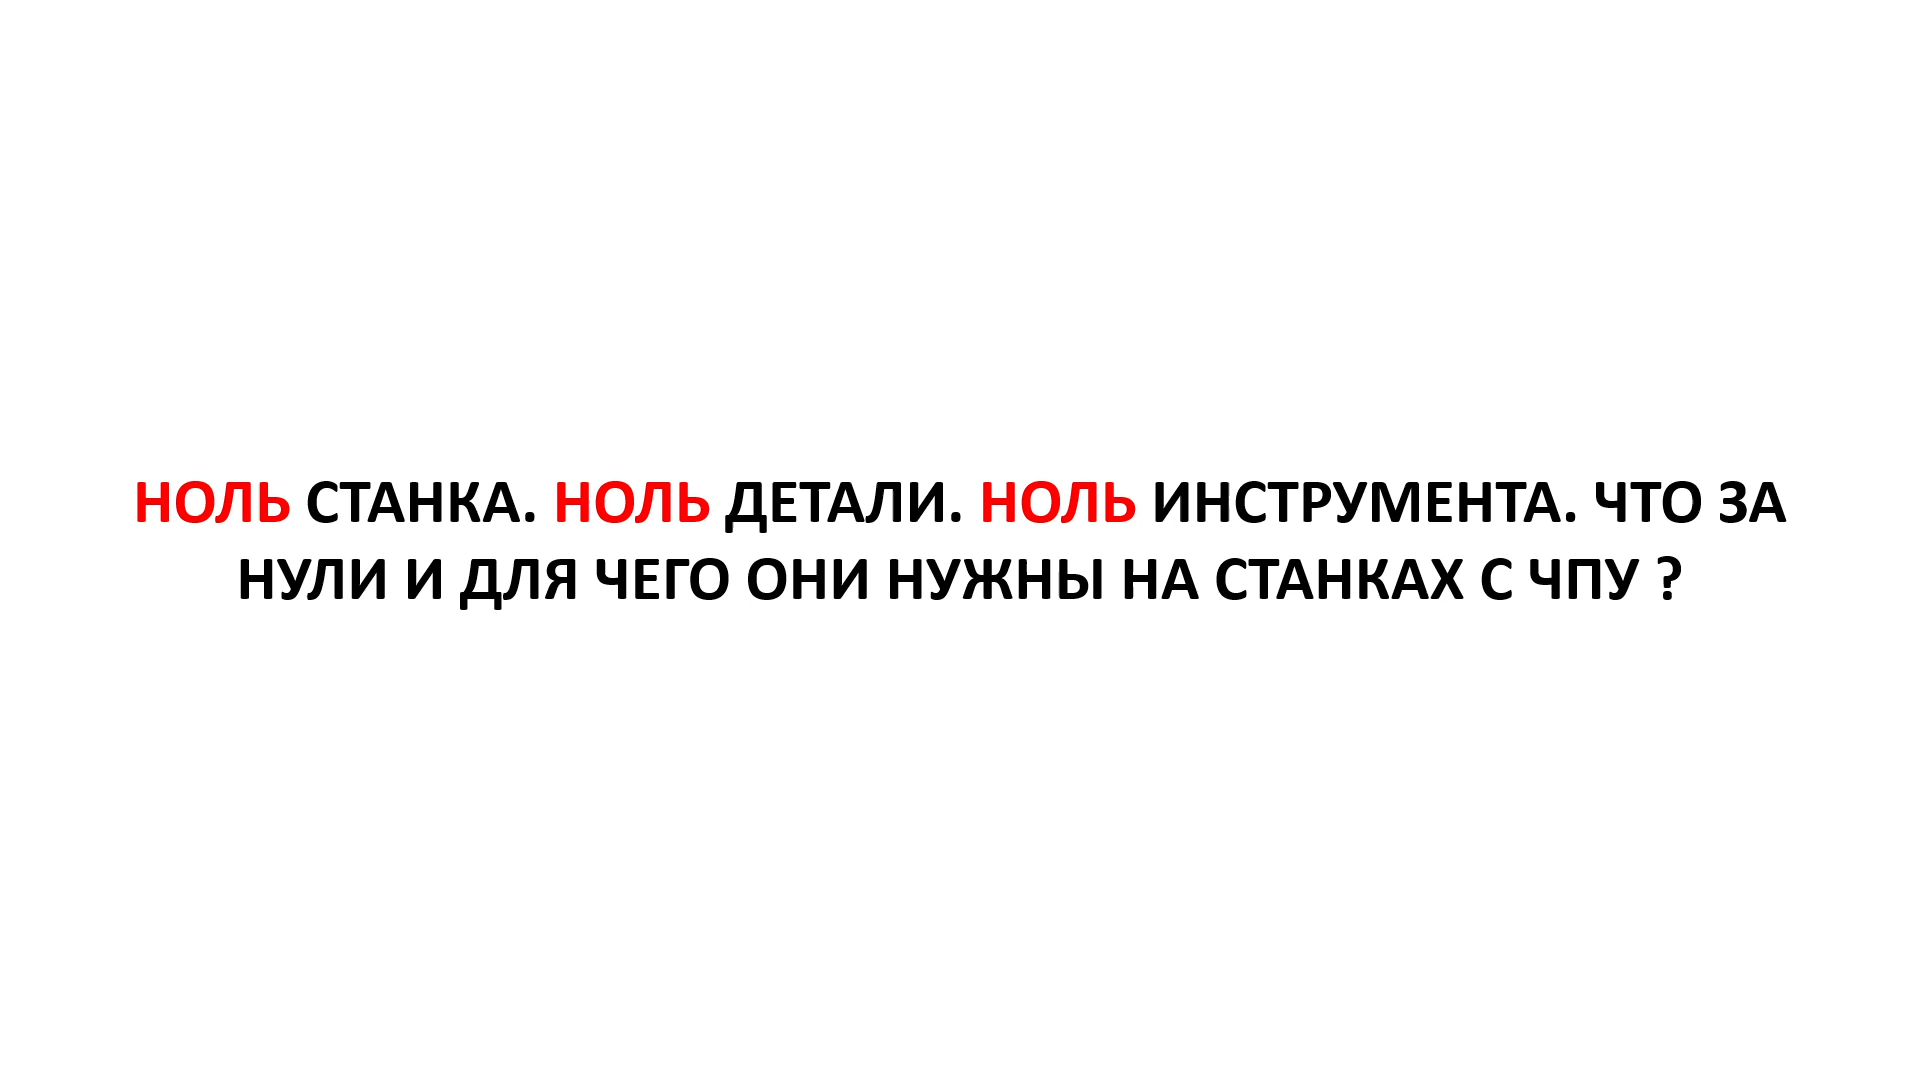 НОЛЬ СТАНКА. НОЛЬ ДЕТАЛИ. НОЛЬ ИНСТРУМЕНТА. ЧТО ЗА
НУЛИ И ДЛЯ ЧЕГО ОНИ НУЖНЫ НА СТАНКАХ С ЧПУ ?